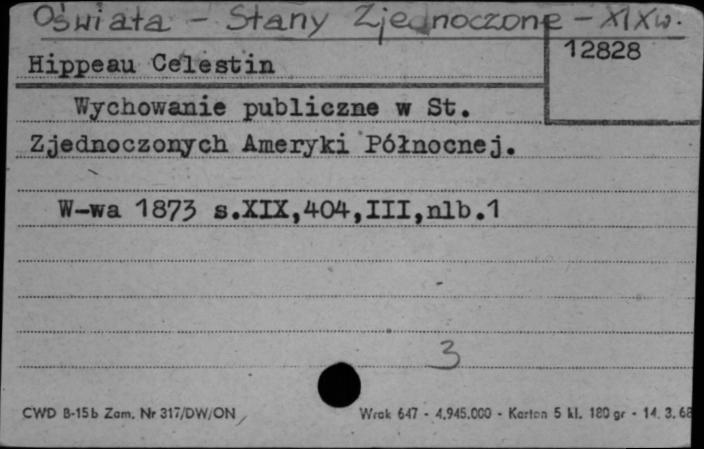 Oświata - Stany Zjednoczone - XIX w.
12828
Hippeau Celestin
Wychowanie publiczne w St.
Zjednoczonych Ameryki Północnej.
W-wa 1873 s.XIX,404,III,nlb.1
3
CWD B-15b Zam. Nr 317/DW/ON
Wrak 647 - 4.945.000 - Karton 5 kl. 180 gr - 14. 3. 68